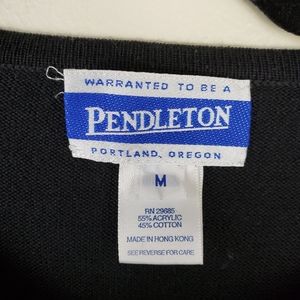 WARRANTED TO BE A
PENDLETON
PORTLAND, OREGON
M
RN 29685
55% ACRYLIC
45% COTTON
MADE IN HONG KONG
SEE REVERSE FOR CARE